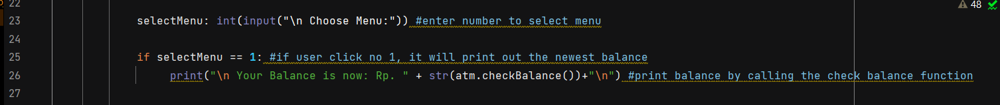 22
48
23 selectMenu: int(input("\n Choose Menu:")) #enter number to select menu
24
25 if selectMenu == 1: #if user click no 1, it will print out the newest balance
26 print("\n Your Balance is now: Rp. " + str(atm.checkBalance())+"\n") #print balance by calling the check balance function
27